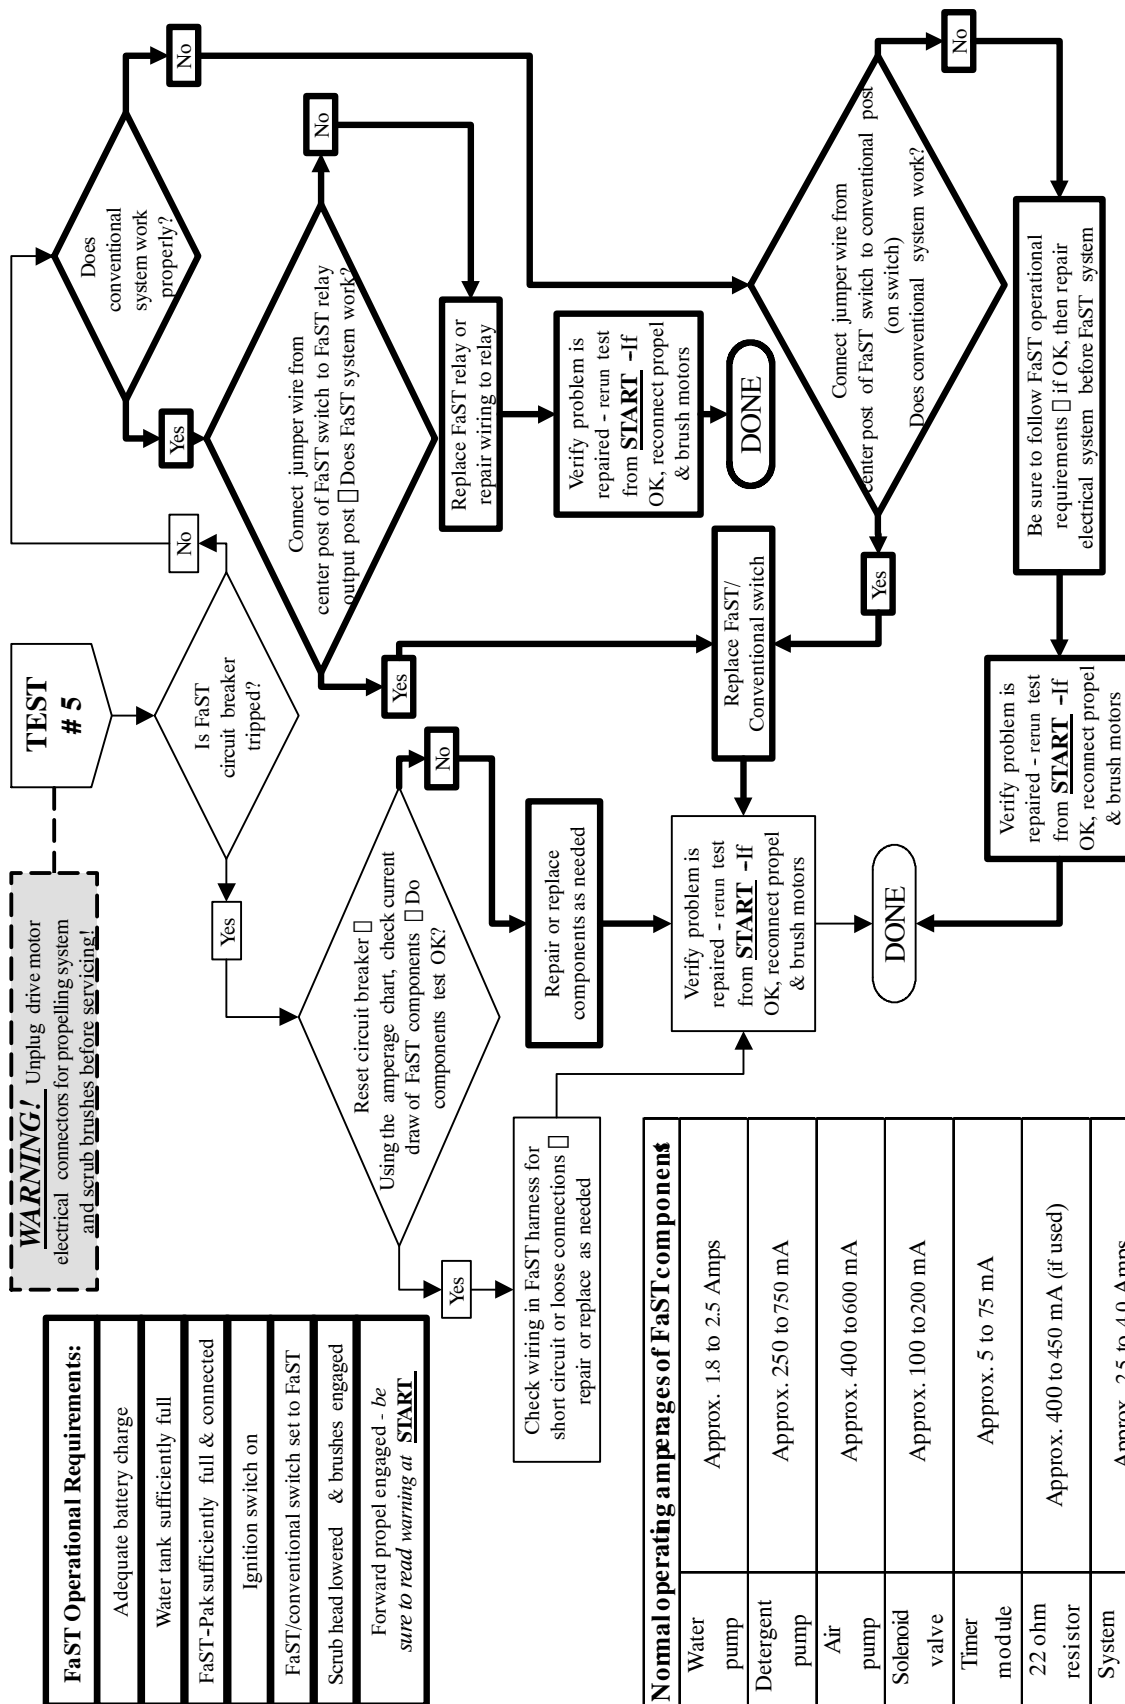 TEST
# 5
WARNING! Unplug drive motor
electrical connectors for propelling system
and scrub brushes before servicing!
FaST Operational Requirements:
Adequate battery charge
Water tank sufficiently full
FaST-Pak sufficiently full & connected
Ignition switch on
FaST/conventional switch set to FaST
Scrub head lowered & brushes engaged
Forward propel engaged - be
sure to read warning at START
Is FaST
circuit breaker
tripped?
No
Yes
Does
conventional
system work
properly?
No
Yes
Reset circuit breaker
Using the amperage chart, check current
draw of FaST components Do
components test OK?
No
Yes
Connect jumper wire from
center post of FaST switch to FaST relay
output post Does FaST system work?
No
Yes
Check wiring in FaST harness for
short circuit or loose connections
repair or replace as needed
Repair or replace
components as needed
Replace FaST relay or
repair wiring to relay
Verify problem is
repaired - rerun test
from START -If
OK, reconnect propel
& brush motors
DONE
Replace FaST/
Conventional switch
Verify problem is
repaired - rerun test
from START -If
OK, reconnect propel
& brush motors
DONE
Connect jumper wire from
center post of FaST switch to conventional post
(on switch)
Does conventional system work?
No
Yes
Be sure to follow FaST operational
requirements if OK, then repair
electrical system before FaST system
Verify problem is
repaired - rerun test
from START -If
OK, reconnect propel
& brush motors
Nomal operating amperages of FaST components
Water
pump
Approx. 1.8 to 2.5 Amps
Detergent
pump
Approx. 250 to 750 mA
Air
pump
Approx. 400 to 600 mA
Solenoid
valve
Approx. 100 to 200 mA
Timer
module
Approx. 5 to 75 mA
22 ohm
resistor
Approx. 400 to 450 mA (if used)
System
Approx. 2.5 to 4.0 Amps